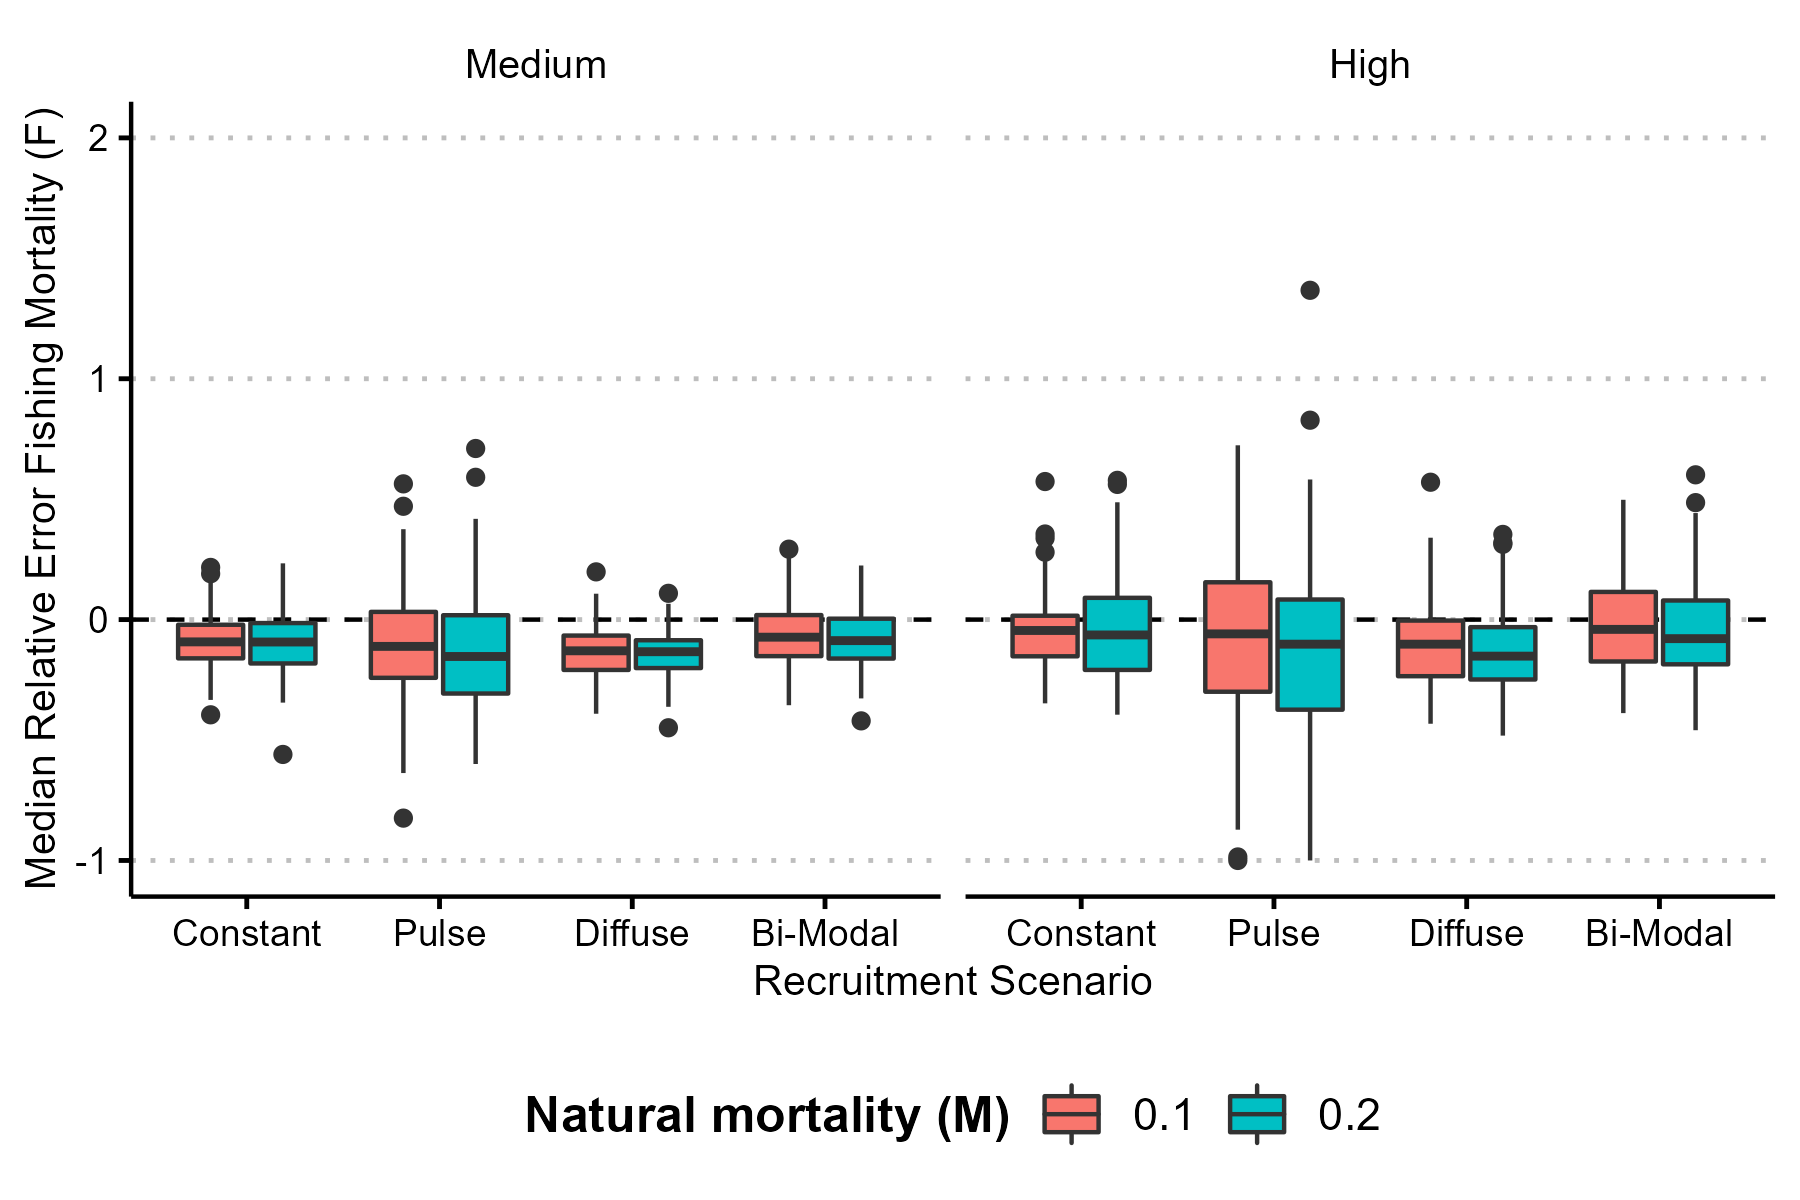 Medium High
Median Relative Error Fishing Mortality (F)
2
1
0
-1
Constant Pulse Diffuse Bi-Modal Constant Pulse Diffuse Bi-Modal
Recruitment Scenario
Natural mortality (M) 0.1 0.2